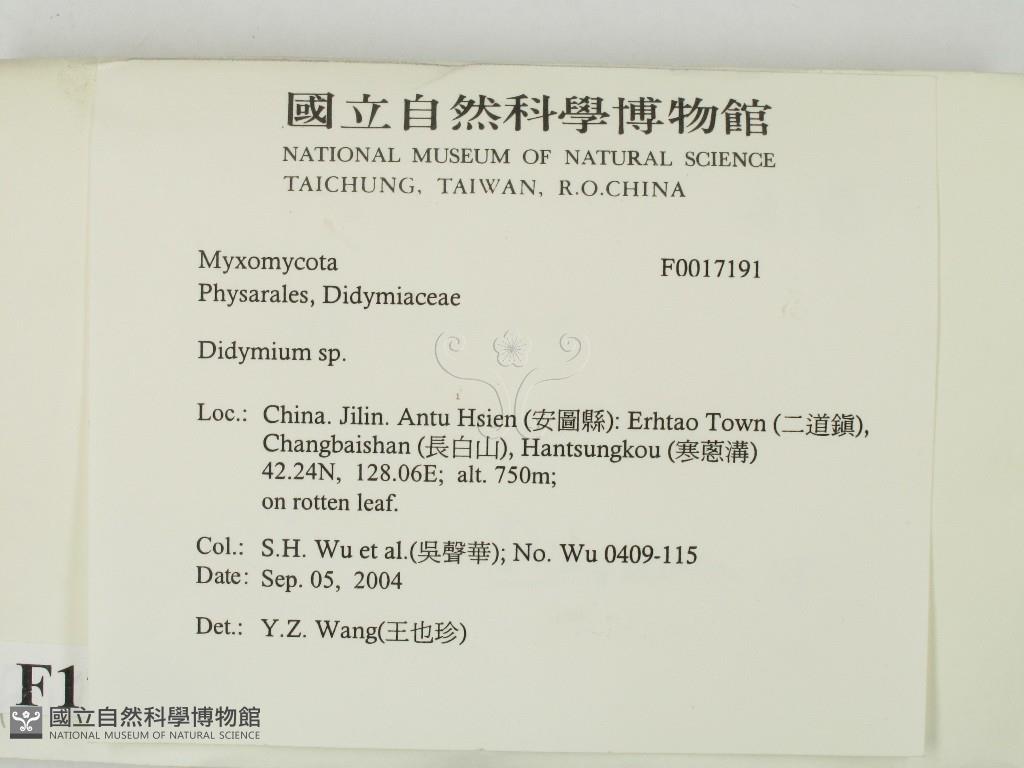 國立自然科學博物館
NATIONAL MUSEUM OF NATURAL SCIENCE
TAICHUNG, TAIWAN, R.O.CHINA
Myxomycota F0017191
Physarales, Didymiaceae
Didymium sp.
Loc.: China. Jilin. Antu Hsien (安圖縣): Erhtao Town (二道鎮),
Changbaishan (長白山), Hantsungkou (寒蔥溝)
42.24N, 128.06E; alt. 750m;
on rotten leaf.
Col.: S.H. Wu et al.(吳聲華); No. Wu 0409-115
Date: Sep. 05, 2004
Det.: Y.Z. Wang(王也珍)
F1
國立自然科學博物館
NATIONAL MUSEUM OF NATURAL SCIENCE